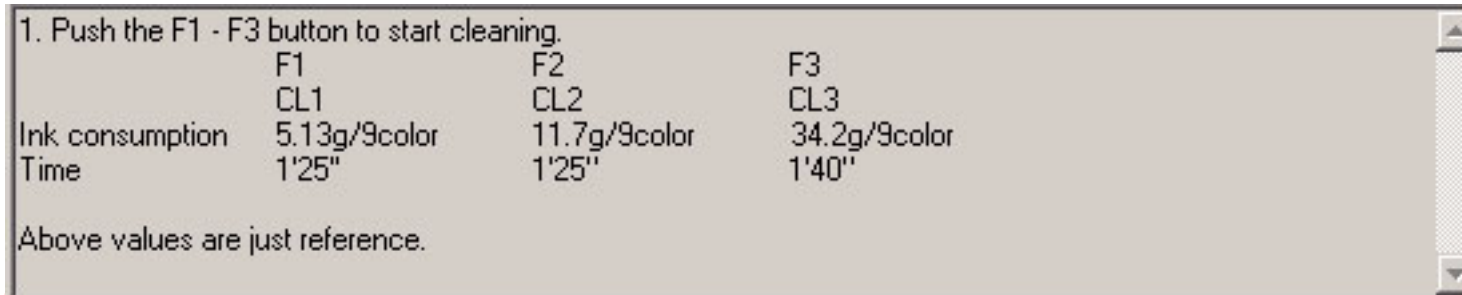 1. Push the F1 - F3 button to start cleaning.
F1 F2 F3
CL1 CL2 CL3
Ink consumption 5.13g/9color 11.7g/9color 34.2g/9color
Time 1'25" 1'25'' 1'40''
Above values are just reference.